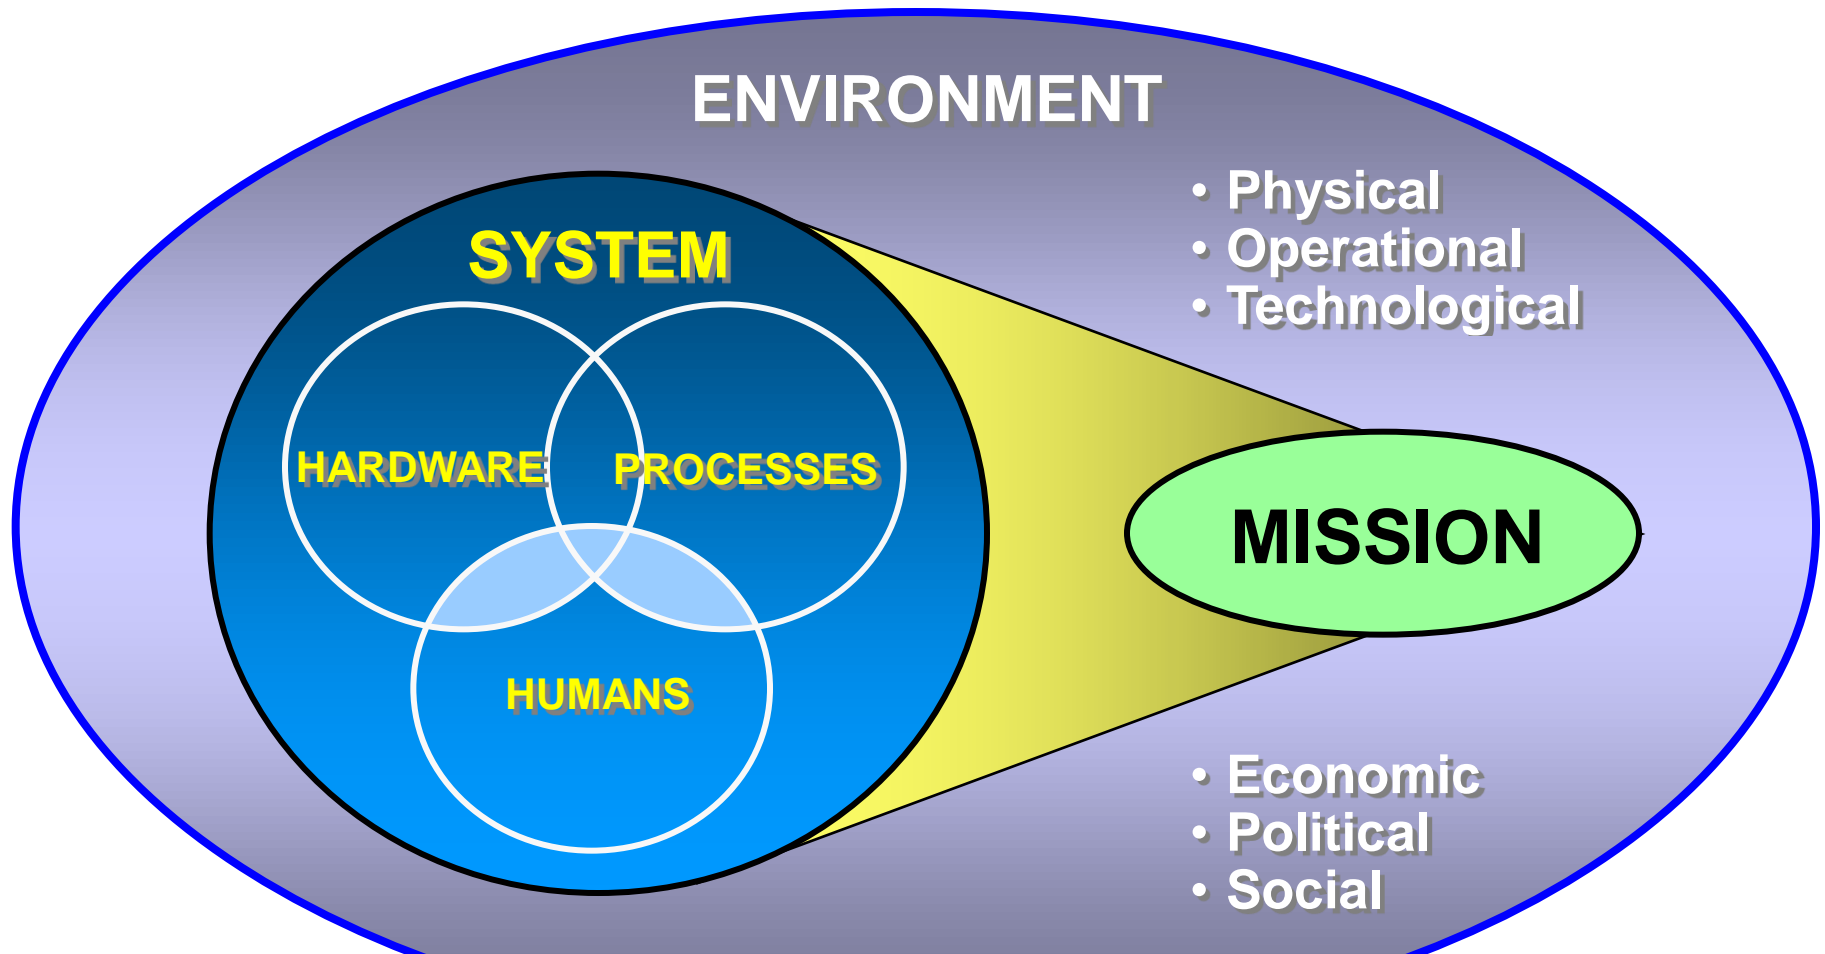 ENVIRONMENT
• Physical
• Operational
• Technological
SYSTEM
HARDWARE
PROCESSES
HUMANS
MISSION
• Economic
• Political
• Social